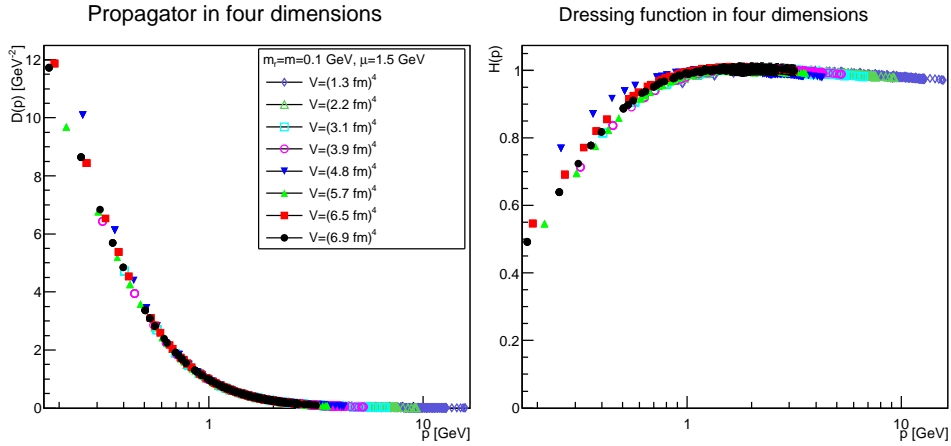 Propagator in four dimensions
D(p) [GeV⁻²]
12
10
8
6
4
2
0
1
10
p [GeV]
mᵣ=m=0.1 GeV, μ=1.5 GeV
V=(1.3 fm)⁴
V=(2.2 fm)⁴
V=(3.1 fm)⁴
V=(3.9 fm)⁴
V=(4.8 fm)⁴
V=(5.7 fm)⁴
V=(6.5 fm)⁴
V=(6.9 fm)⁴
Dressing function in four dimensions
H(p)
1
0.8
0.6
0.4
0.2
0
1
10
p [GeV]